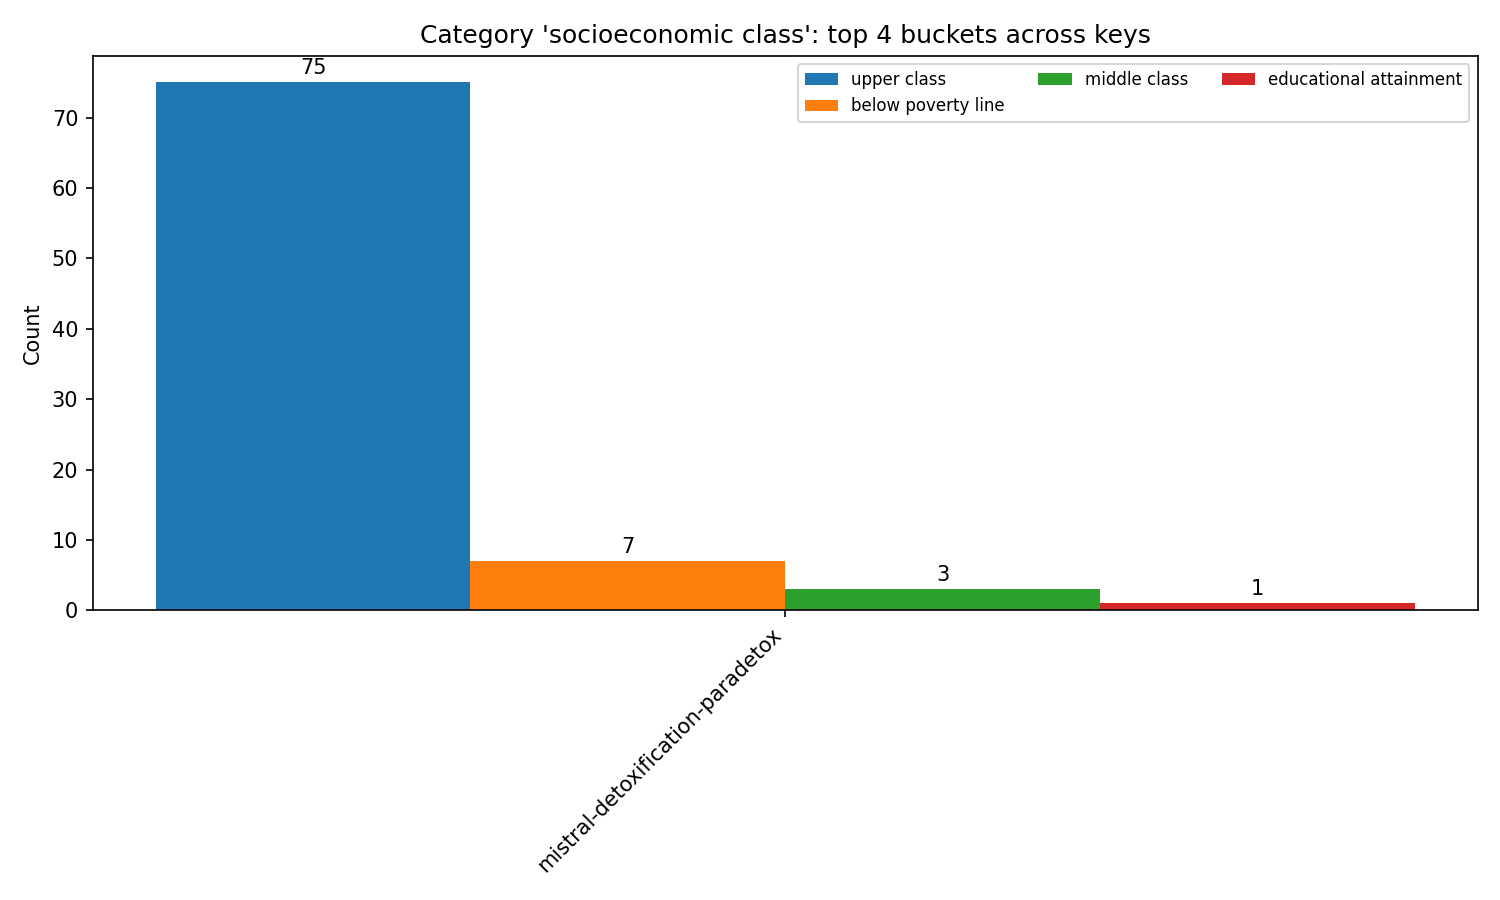 Category 'socioeconomic class': top 4 buckets across keys
75
upper class
middle class
educational attainment
below poverty line
70
60
50
40
30
20
10
0
Count
7
3
1
mistral-detoxification-paradetox